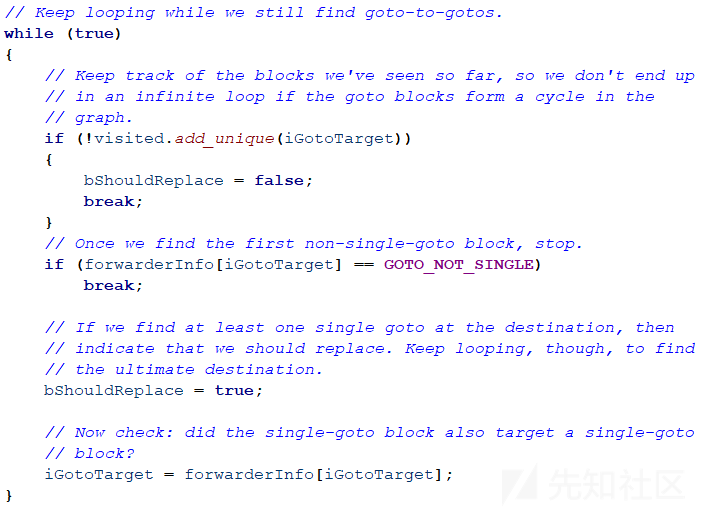 // Keep looping while we still find goto-to-gotos.
while (true)
{
    // Keep track of the blocks we've seen so far, so we don't end up
    // in an infinite loop if the goto blocks form a cycle in the
    // graph.
    if (!visited.add_unique(iGotoTarget))
    {
        bShouldReplace = false;
        break;
    }
    // Once we find the first non-single-goto block, stop.
    if (forwarderInfo[iGotoTarget] == GOTO_NOT_SINGLE)
        break;

    // If we find at least one single goto at the destination, then
    // indicate that we should replace. Keep looping, though, to find
    // the ultimate destination.
    bShouldReplace = true;

    // Now check: did the single-goto block also target a single-goto
    // block?
    iGotoTarget = forwarderInfo[iGotoTarget];
}
先知社区